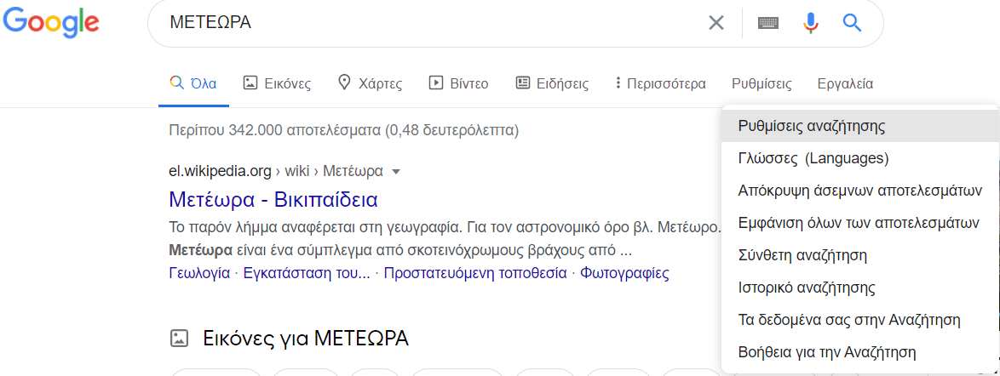 Google
ΜΕΤΕΩΡΑ
Όλα Εικόνες Χάρτες Βίντεο Ειδήσεις Περισσότερα Ρυθμίσεις Εργαλεία
Περίπου 342.000 αποτελέσματα (0,48 δευτερόλεπτα)
el.wikipedia.org › wiki › Μετέωρα
Μετέωρα - Βικιπαίδεια
Το παρόν λήμμα αναφέρεται στη γεωγραφία. Για τον αστρονομικό όρο βλ. Μετέωρο.
Μετέωρα είναι ένα σύμπλεγμα από σκοτεινόχρωμους βράχους από ...
Γεωλογία · Εγκατάσταση του... · Προστατευόμενη τοποθεσία · Φωτογραφίες
Εικόνες για ΜΕΤΕΩΡΑ
Ρυθμίσεις αναζήτησης
Γλώσσες (Languages)
Απόκρυψη άσεμνων αποτελεσμάτων
Εμφάνιση όλων των αποτελεσμάτων
Σύνθετη αναζήτηση
Ιστορικό αναζήτησης
Τα δεδομένα σας στην Αναζήτηση
Βοήθεια για την Αναζήτηση